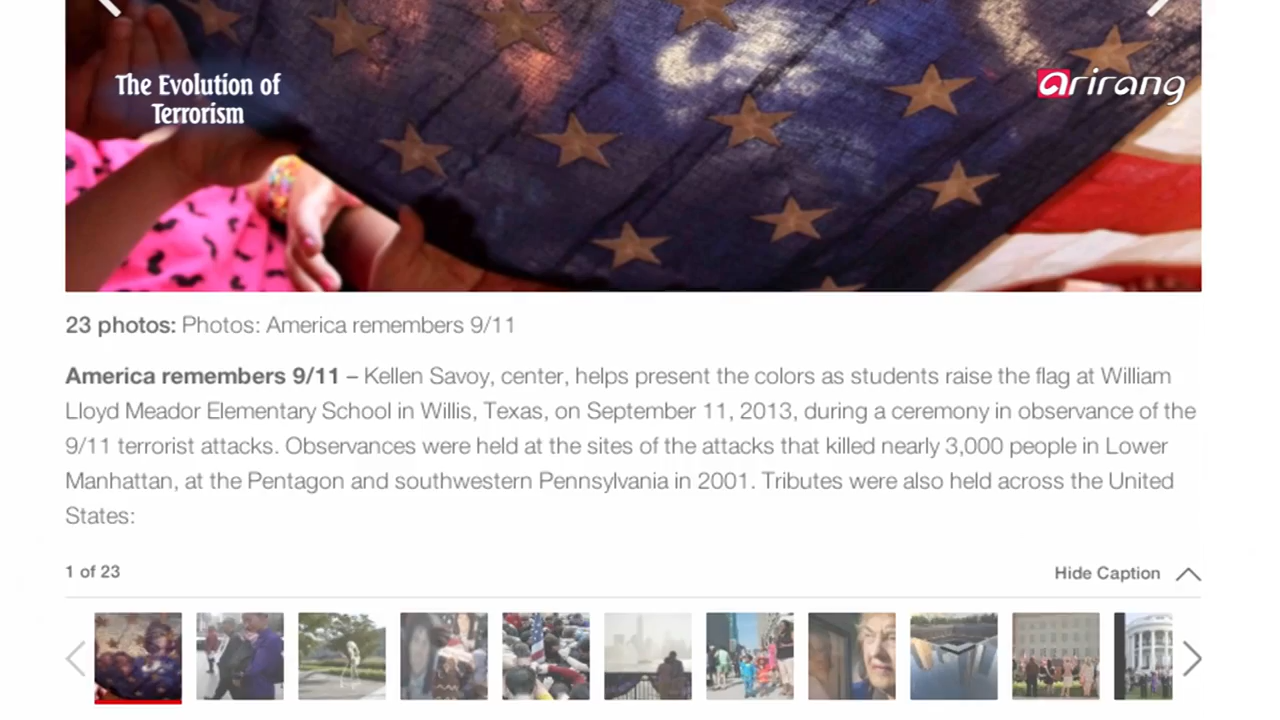 The Evolution of
Terrorism
arirang
23 photos: Photos: America remembers 9/11
America remembers 9/11 – Kellen Savoy, center, helps present the colors as students raise the flag at William
Lloyd Meador Elementary School in Willis, Texas, on September 11, 2013, during a ceremony in observance of the
9/11 terrorist attacks. Observances were held at the sites of the attacks that killed nearly 3,000 people in Lower
Manhattan, at the Pentagon and southwestern Pennsylvania in 2001. Tributes were also held across the United
States:
1 of 23
Hide Caption